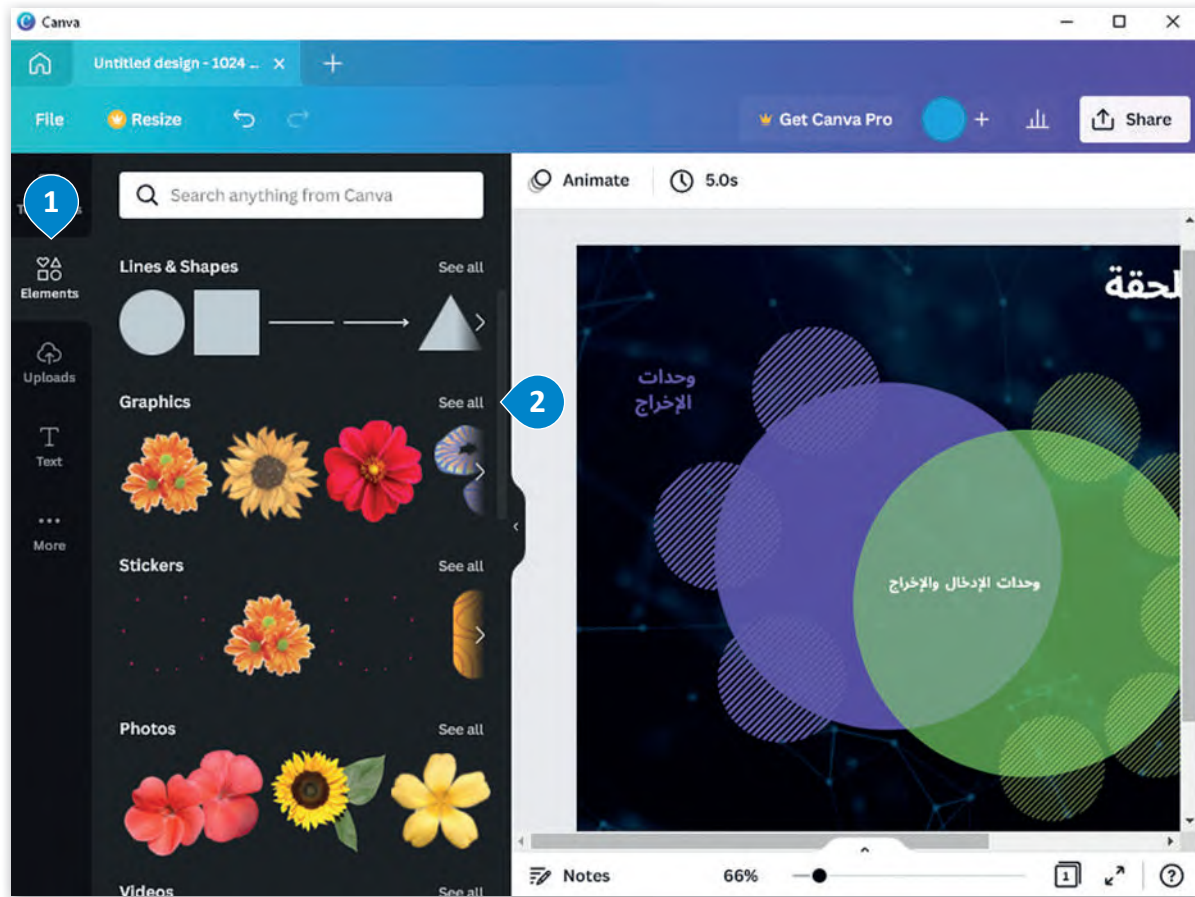 Canva
Untitled design - 1024 ...
File
Resize
Get Canva Pro
Share
1
Search anything from Canva
Animate
5.0s
Elements
Uploads
Text
More
Lines & Shapes
See all
Graphics
See all
2
Stickers
See all
Photos
See all
Videos
See all
وحدات
الإخراج
وحدات الإدخال والإخراج
Notes
66%
1